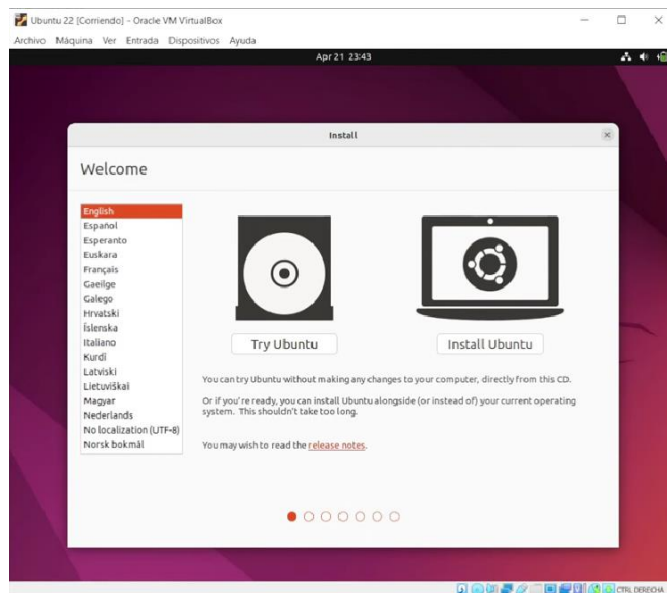 Ubuntu 22 [Corriendo] - Oracle VM VirtualBox
Archivo Máquina Ver Entrada Dispositivos Ayuda
Apr 21 23:43
Install
Welcome
English
Español
Esperanto
Euskara
Français
Gaeilge
Galego
Hrvatski
Íslenska
Italiano
Kurdî
Latviski
Lietuviškai
Magyar
Nederlands
No localization (UTF-8)
Norsk bokmål
Try Ubuntu
Install Ubuntu
You can try Ubuntu without making any changes to your computer, directly from this CD.
Or if you're ready, you can install Ubuntu alongside (or instead of) your current operating
system. This shouldn't take too long.
You may wish to read the release notes.
CTRL DERECHA